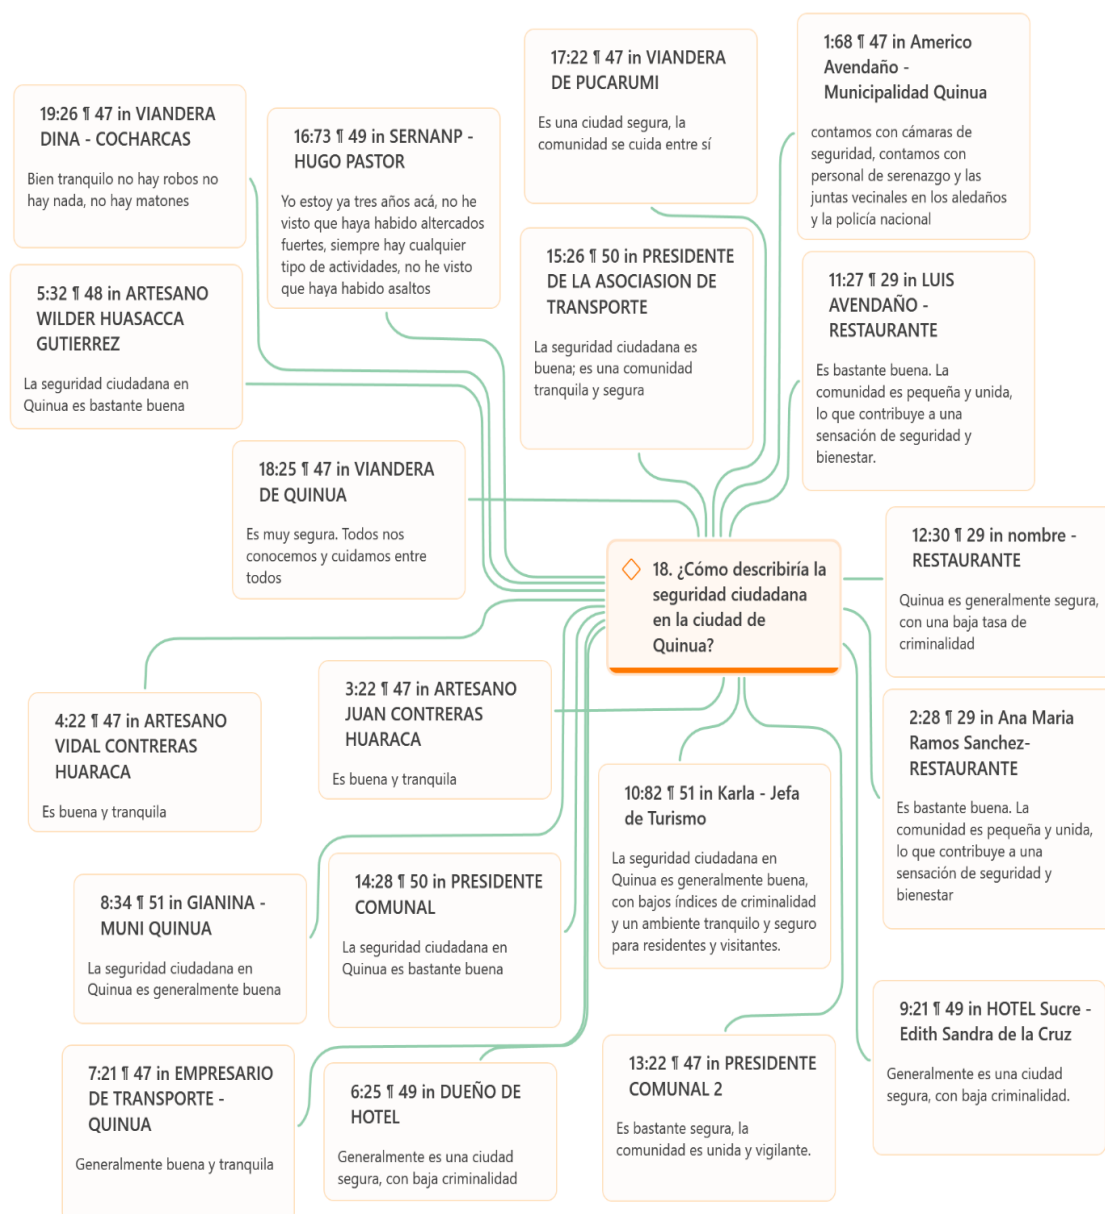 17:22 ¶ 47 in VIANDERA
DE PUCARUMI
Es una ciudad segura, la
comunidad se cuida entre sí
1:68 ¶ 47 in Americo
Avendaño -
Municipalidad Quinua
contamos con cámaras de
seguridad, contamos con
personal de serenazgo y las
juntas vecinales en los aledaños
y la policía nacional
19:26 ¶ 47 in VIANDERA
DINA - COCHARCAS
Bien tranquilo no hay robos no
hay nada, no hay matones
16:73 ¶ 49 in SERNANP -
HUGO PASTOR
Yo estoy ya tres años acá, no he
visto que haya habido altercados
fuertes, siempre hay cualquier
tipo de actividades, no he visto
que haya habido asaltos
15:26 ¶ 50 in PRESIDENTE
DE LA ASOCIASION DE
TRANSPORTE
La seguridad ciudadana es
buena; es una comunidad
tranquila y segura
11:27 ¶ 29 in LUIS
AVENDAÑO -
RESTAURANTE
Es bastante buena. La
comunidad es pequeña y unida,
lo que contribuye a una
sensación de seguridad y
bienestar.
5:32 ¶ 48 in ARTESANO
WILDER HUASACCA
GUTIERREZ
La seguridad ciudadana en
Quinua es bastante buena
18:25 ¶ 47 in VIANDERA
DE QUINUA
Es muy segura. Todos nos
conocemos y cuidamos entre
todos
18. ¿Cómo describiría la
seguridad ciudadana
en la ciudad de
Quinua?
12:30 ¶ 29 in nombre -
RESTAURANTE
Quinua es generalmente segura,
con una baja tasa de
criminalidad
4:22 ¶ 47 in ARTESANO
VIDAL CONTRERAS
HUARACA
Es buena y tranquila
3:22 ¶ 47 in ARTESANO
JUAN CONTRERAS
HUARACA
Es buena y tranquila
10:82 ¶ 51 in Karla - Jefa
de Turismo
La seguridad ciudadana en
Quinua es generalmente buena,
con bajos índices de criminalidad
y un ambiente tranquilo y seguro
para residentes y visitantes.
2:28 ¶ 29 in Ana Maria
Ramos Sanchez-
RESTAURANTE
Es bastante buena. La
comunidad es pequeña y unida,
lo que contribuye a una
sensación de seguridad y
bienestar
8:34 ¶ 51 in GIANINA -
MUNI QUINUA
La seguridad ciudadana en
Quinua es generalmente buena
14:28 ¶ 50 in PRESIDENTE
COMUNAL
La seguridad ciudadana en
Quinua es bastante buena
9:21 ¶ 49 in HOTEL Sucre -
Edith Sandra de la Cruz
Generalmente es una ciudad
segura, con baja criminalidad.
7:21 ¶ 47 in EMPRESARIO
DE TRANSPORTE -
QUINUA
Generalmente buena y tranquila
6:25 ¶ 49 in DUEÑO DE
HOTEL
Generalmente es una ciudad
segura, con baja criminalidad
13:22 ¶ 47 in PRESIDENTE
COMUNAL 2
Es bastante segura, la
comunidad es unida y vigilante.